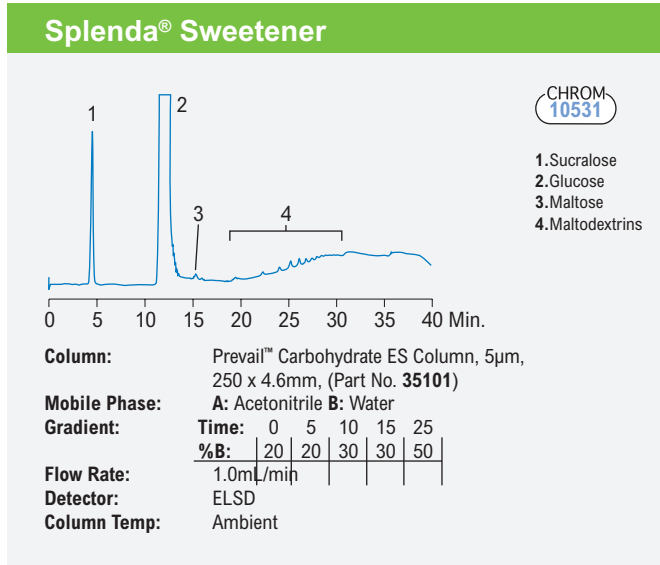 Splenda® Sweetener
CHROM
10531
1.Sucralose
2.Glucose
3.Maltose
4.Maltodextrins
1
2
3
4
0 5 10 15 20 25 30 35 40 Min.
Column: Prevail™ Carbohydrate ES Column, 5µm,
250 x 4.6mm, (Part No. 35101)
Mobile Phase: A: Acetonitrile B: Water
Gradient: Time: 0 5 10 15 25
%B: 20 20 30 30 50
Flow Rate: 1.0mL/min
Detector: ELSD
Column Temp: Ambient